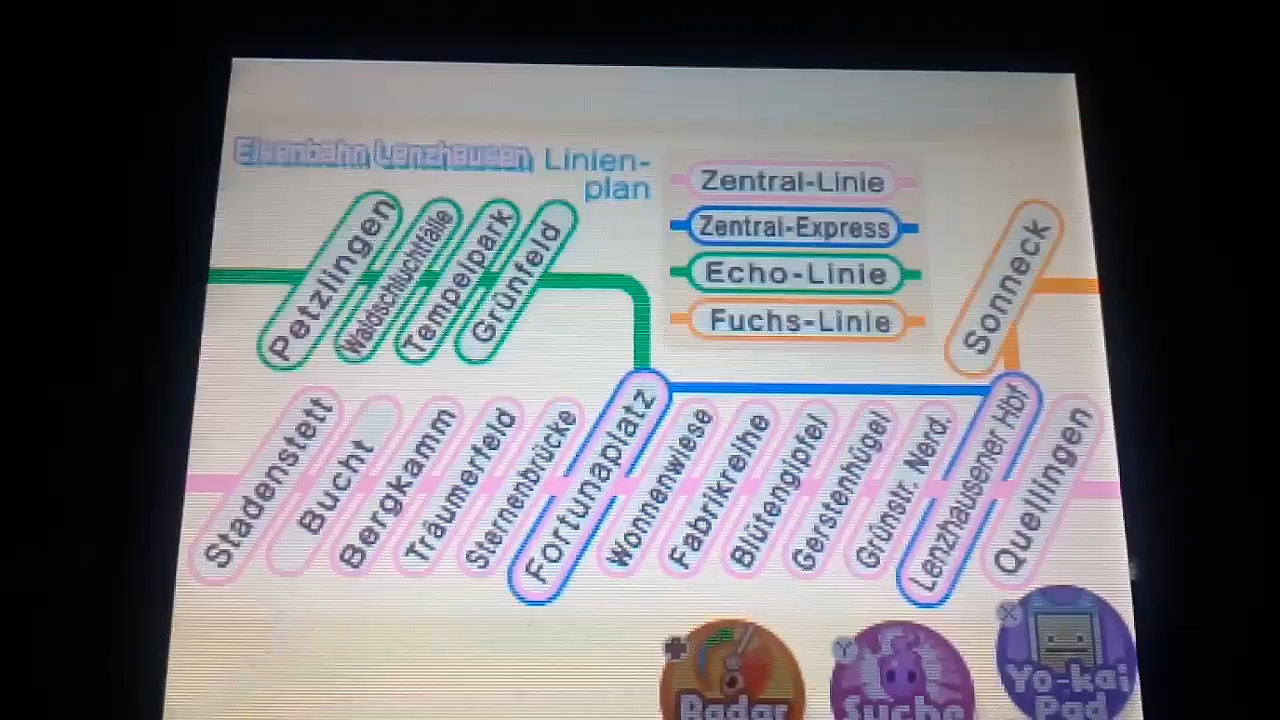 Eisenbahn Lenzhausen Linien-
plan
Zentral-Linie
Zentral-Express
Echo-Linie
Fuchs-Linie
Petzlingen
Waldschluchtfälle
Tempelpark
Grünfeld
Sonneck
Stadenstett
Bucht
Bergkamm
Träumerfeld
Sternenbrücke
Fortunaplatz
Wonnenwiese
Fabrikreihe
Blütengipfel
Gerstenhügel
Grünstr. Nerd.
Lenzhausener Hbf
Quellingen
Radar
Y
Suche
X
Yo-kai
Pad